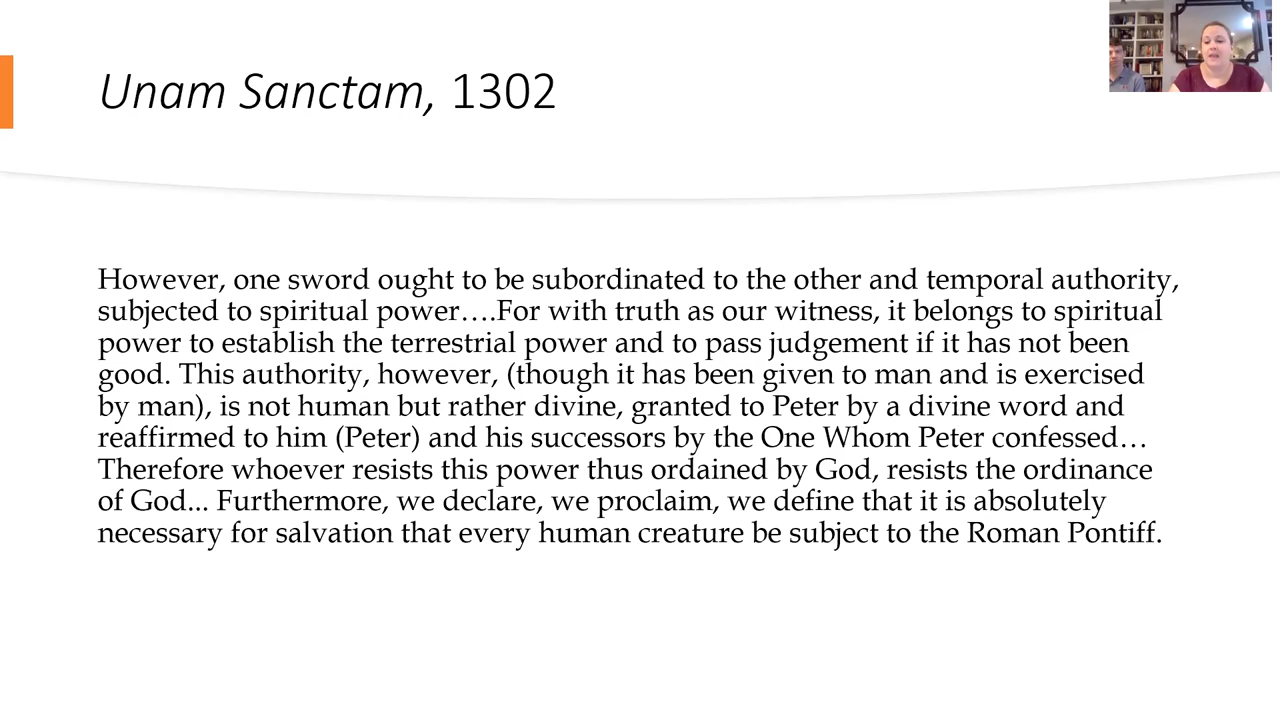 Unam Sanctam, 1302
However, one sword ought to be subordinated to the other and temporal authority,
subjected to spiritual power….For with truth as our witness, it belongs to spiritual
power to establish the terrestrial power and to pass judgement if it has not been
good. This authority, however, (though it has been given to man and is exercised
by man), is not human but rather divine, granted to Peter by a divine word and
reaffirmed to him (Peter) and his successors by the One Whom Peter confessed…
Therefore whoever resists this power thus ordained by God, resists the ordinance
of God... Furthermore, we declare, we proclaim, we define that it is absolutely
necessary for salvation that every human creature be subject to the Roman Pontiff.